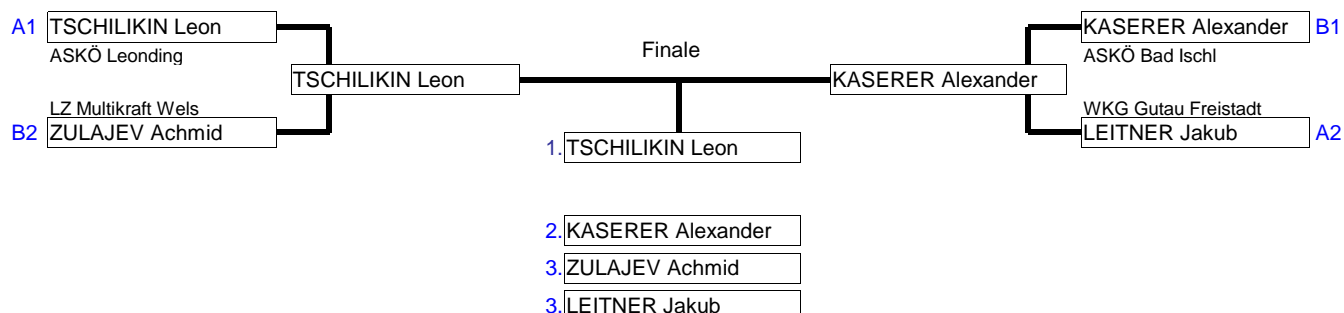 A1 TSCHILIKIN Leon
ASKÖ Leonding
TSCHILIKIN Leon
LZ Multikraft Wels
B2 ZULAJEV Achmid
Finale
KASERER Alexander B1
ASKÖ Bad Ischl
KASERER Alexander
WKG Gutau Freistadt
LEITNER Jakub A2
1. TSCHILIKIN Leon
2. KASERER Alexander
3. ZULAJEV Achmid
3. LEITNER Jakub